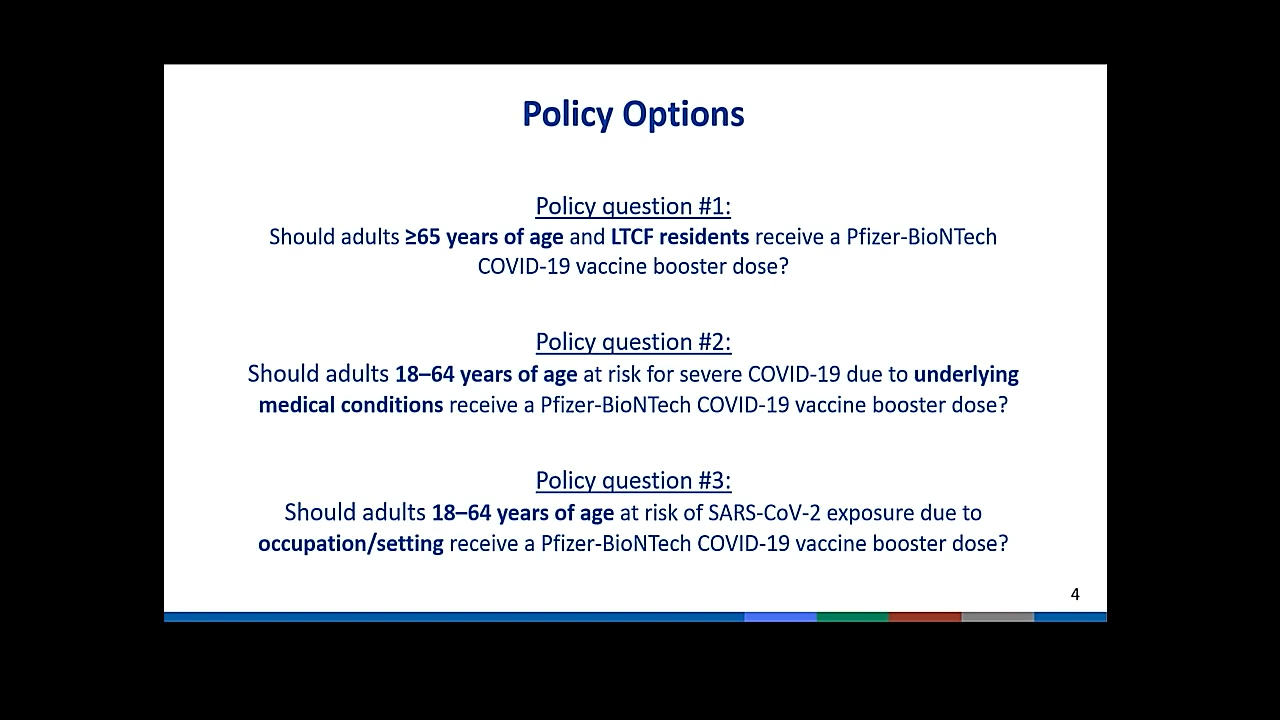 Policy Options
Policy question #1:
Should adults ≥65 years of age and LTCF residents receive a Pfizer-BioNTech
COVID-19 vaccine booster dose?
Policy question #2:
Should adults 18–64 years of age at risk for severe COVID-19 due to underlying
medical conditions receive a Pfizer-BioNTech COVID-19 vaccine booster dose?
Policy question #3:
Should adults 18–64 years of age at risk of SARS-CoV-2 exposure due to
occupation/setting receive a Pfizer-BioNTech COVID-19 vaccine booster dose?
4